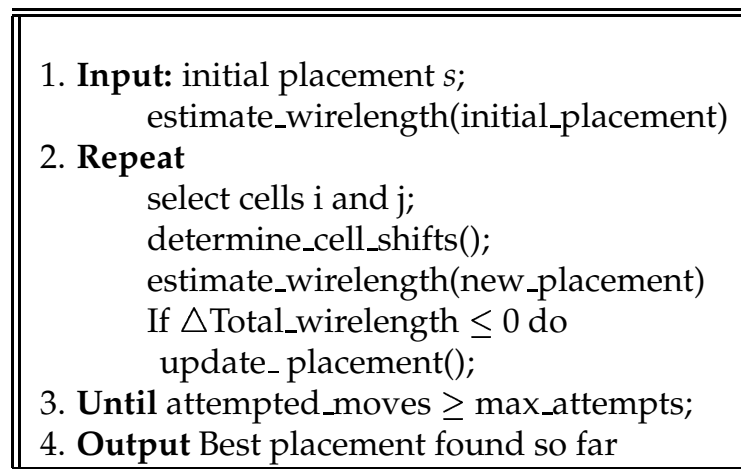 1. Input: initial placement s;
estimate_wirelength(initial_placement)
2. Repeat
select cells i and j;
determine_cell_shifts();
estimate_wirelength(new_placement)
If △Total_wirelength ≤ 0 do
update_ placement();
3. Until attempted_moves ≥ max_attempts;
4. Output Best placement found so far